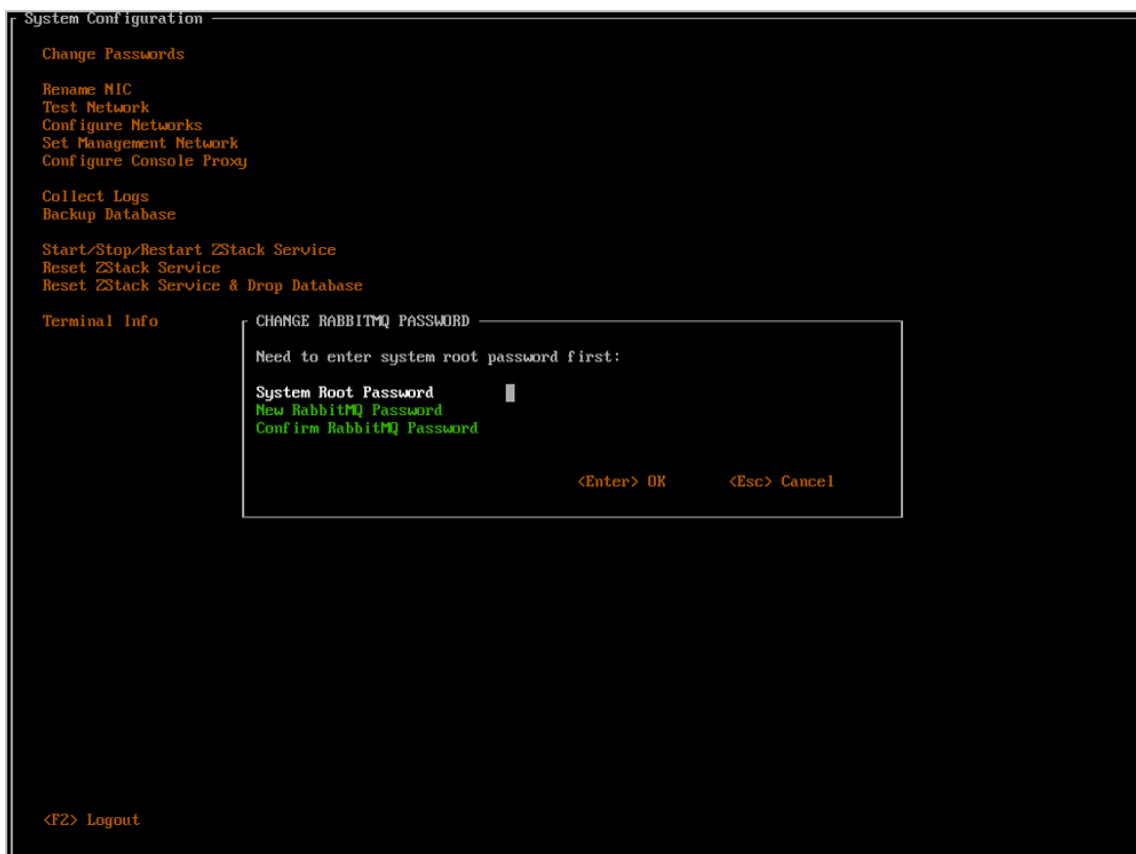 System Configuration
Change Passwords
Rename NIC
Test Network
Configure Networks
Set Management Network
Configure Console Proxy
Collect Logs
Backup Database
Start/Stop/Restart ZStack Service
Reset ZStack Service
Reset ZStack Service & Drop Database
Terminal Info
CHANGE RABBITMQ PASSWORD
Need to enter system root password first:
System Root Password
New RabbitMQ Password
Confirm RabbitMQ Password
<Enter> OK <Esc> Cancel
<F2> Logout